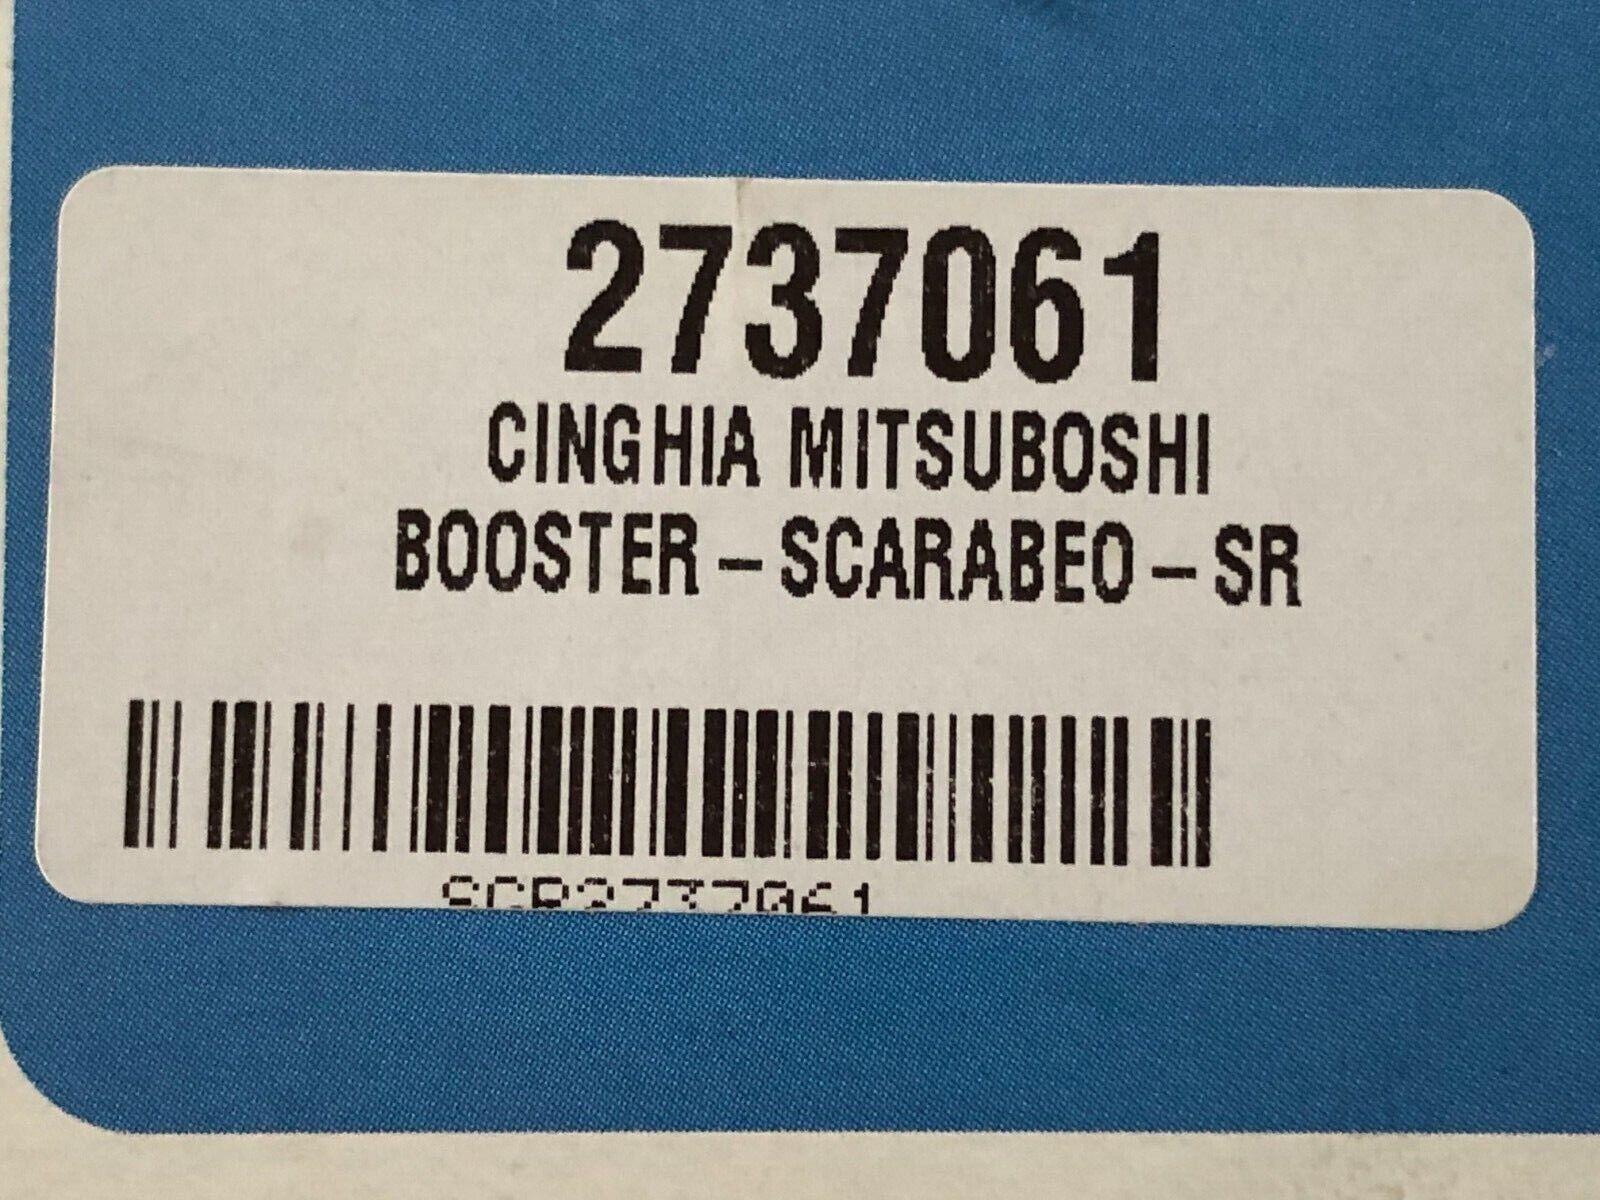 2737061
CINGHIA MITSUBOSHI
BOOSTER - SCARABEO - SR
SCR2737061